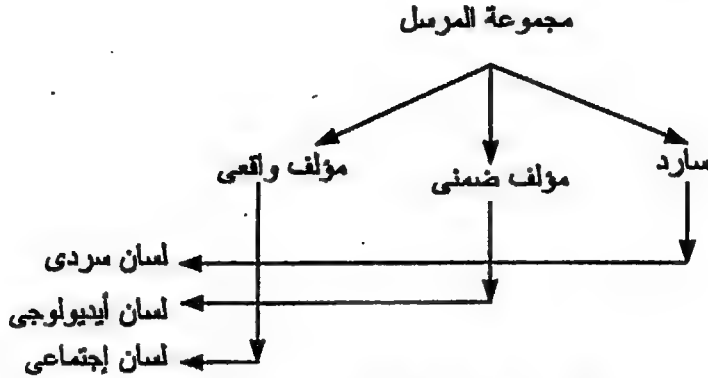 مجموعة المرسل
سارد
مؤلف ضمنى
مؤلف واقعى
لسان سردى
لسان أيديولوجى
لسان إجتماعى